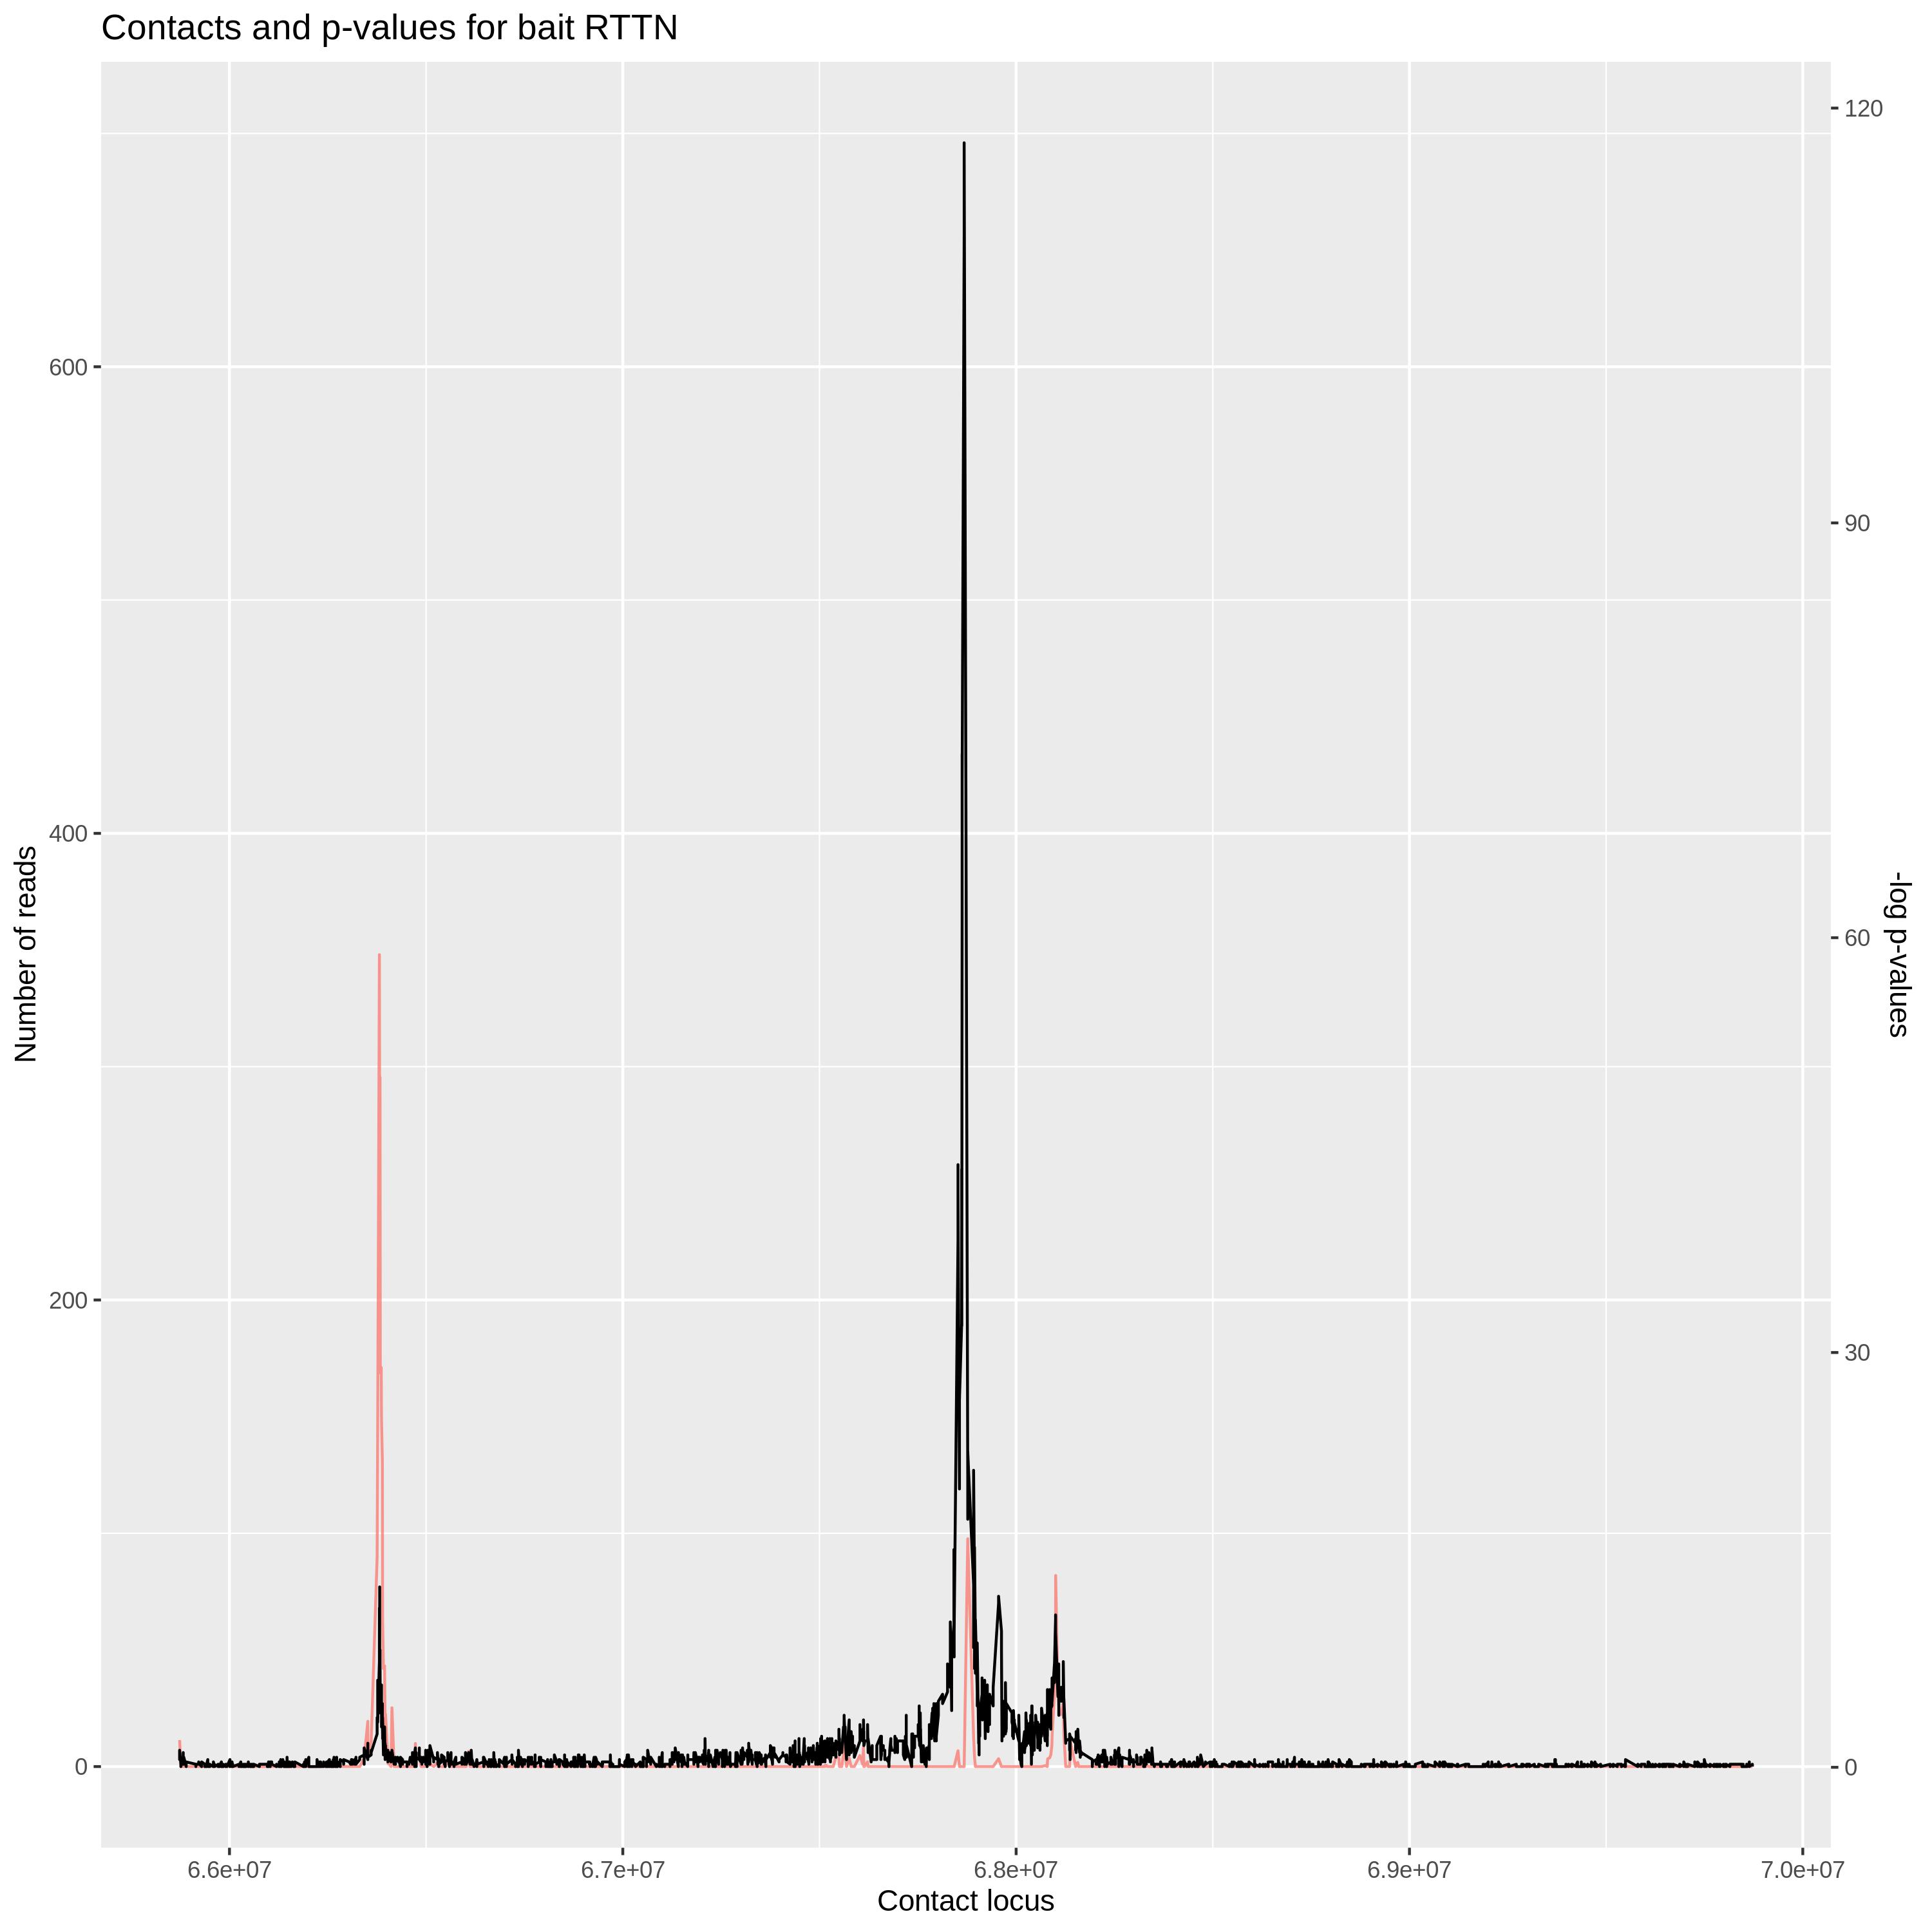 Contacts and p-values for bait RTTN
120
600
90
400
Number of reads
-log p-values
60
200
30
0
0
6.6e+07
6.7e+07
6.8e+07
6.9e+07
7.0e+07
Contact locus